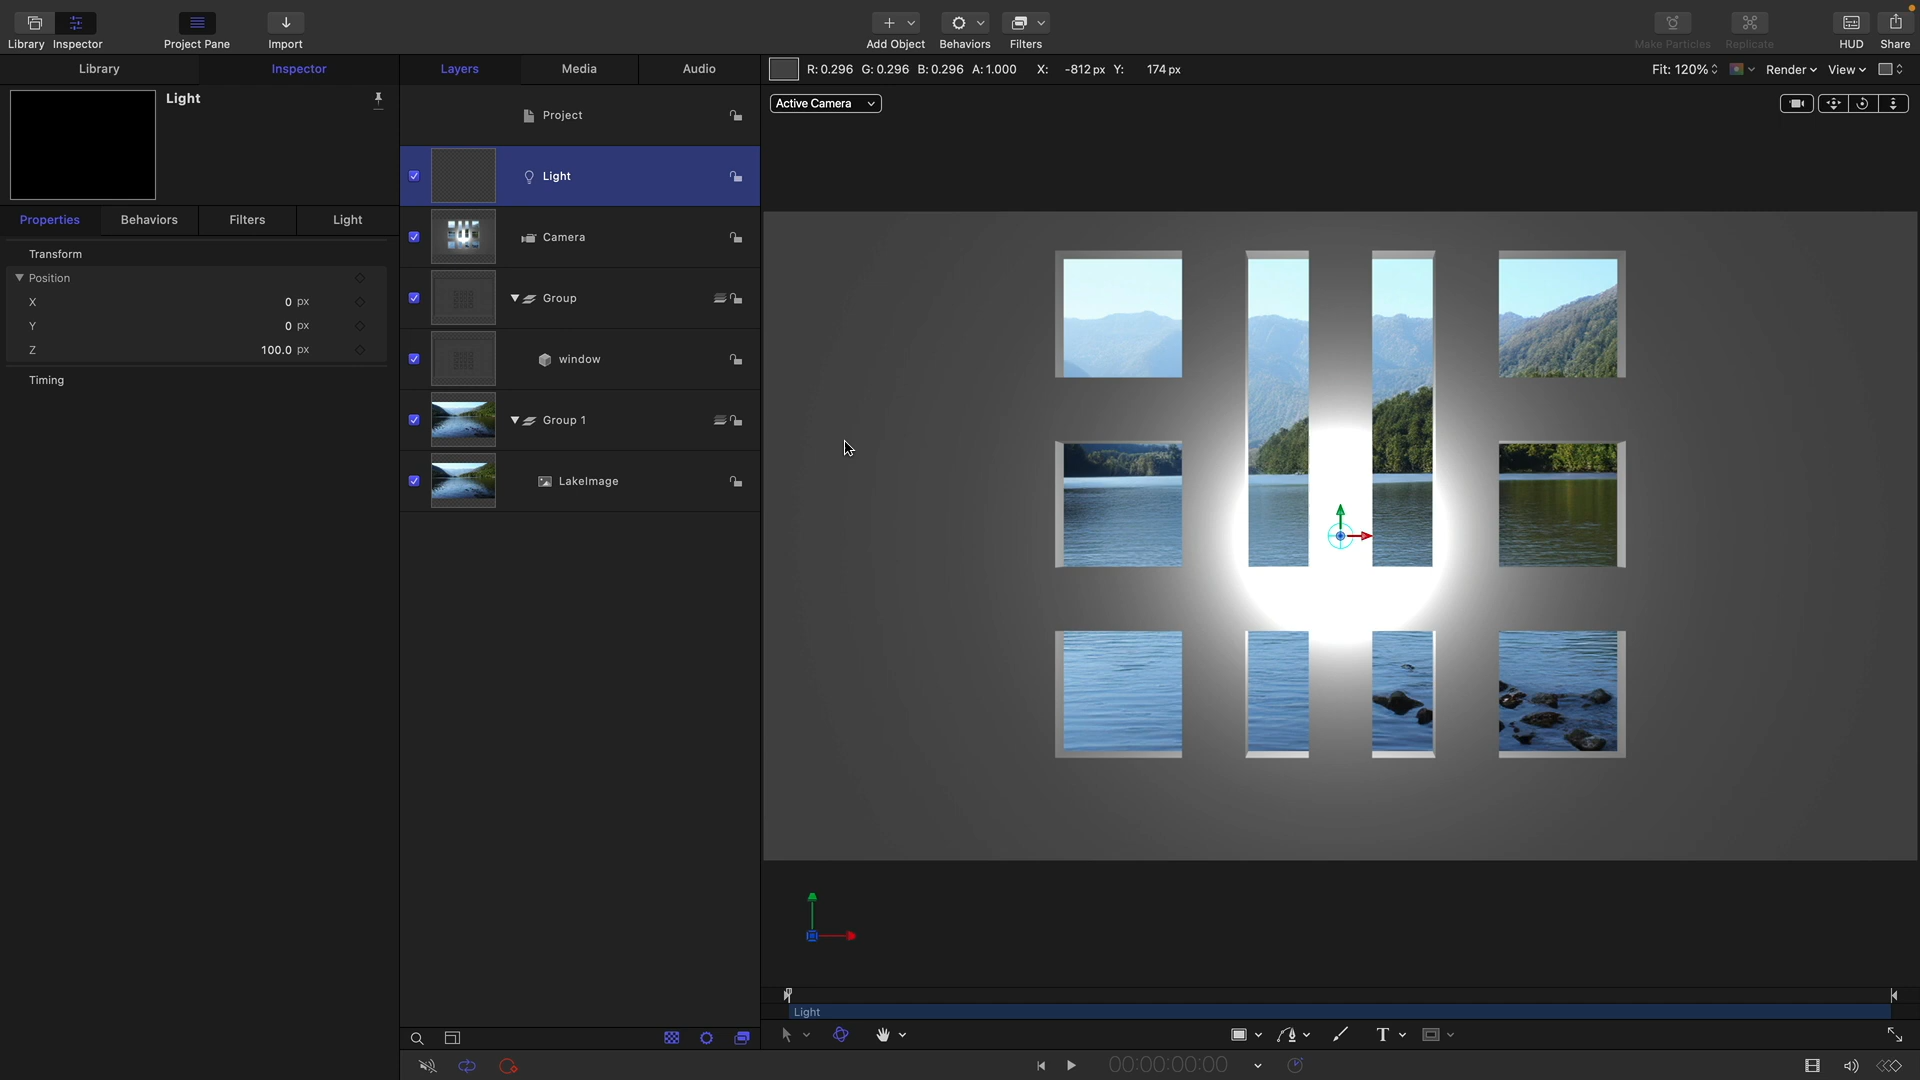 Library Inspector
Project Pane
Import
Add Object
Behaviors
Filters
Make Particles
Replicate
HUD
Share
Library
Inspector
Layers
Media
Audio
R:0.296 G:0.296 B:0.296 A:1.000 X: -812 px Y: 174 px
Fit: 120%
Render
View
Light
Active Camera
Project
Light
Properties
Behaviors
Filters
Light
Camera
Transform
Position
X 0 px
Y 0 px
Z 100.0 px
Timing
Group
window
Group 1
LakeImage
Light
T
00:00:00:00